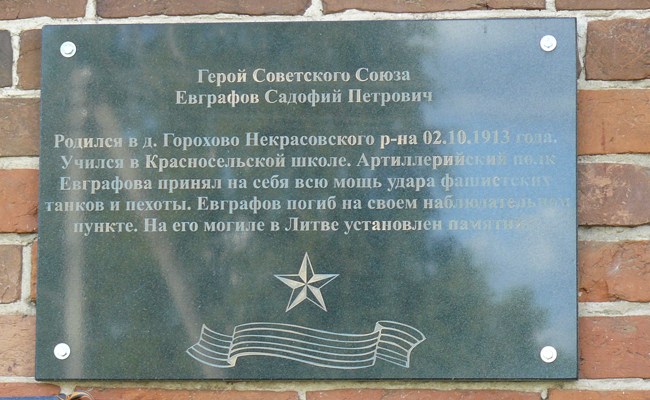 Герой Советского Союза
Евграфов Садофий Петрович
Родился в д. Горохово Некрасовского р-на 02.10.1913 года.
Учился в Красносельской школе. Артиллерийский полк
Евграфова принял на себя всю мощь удара фашистских
танков и пехоты. Евграфов погиб на своем наблюдательном
пункте. На его могиле в Литве установлен памятник.